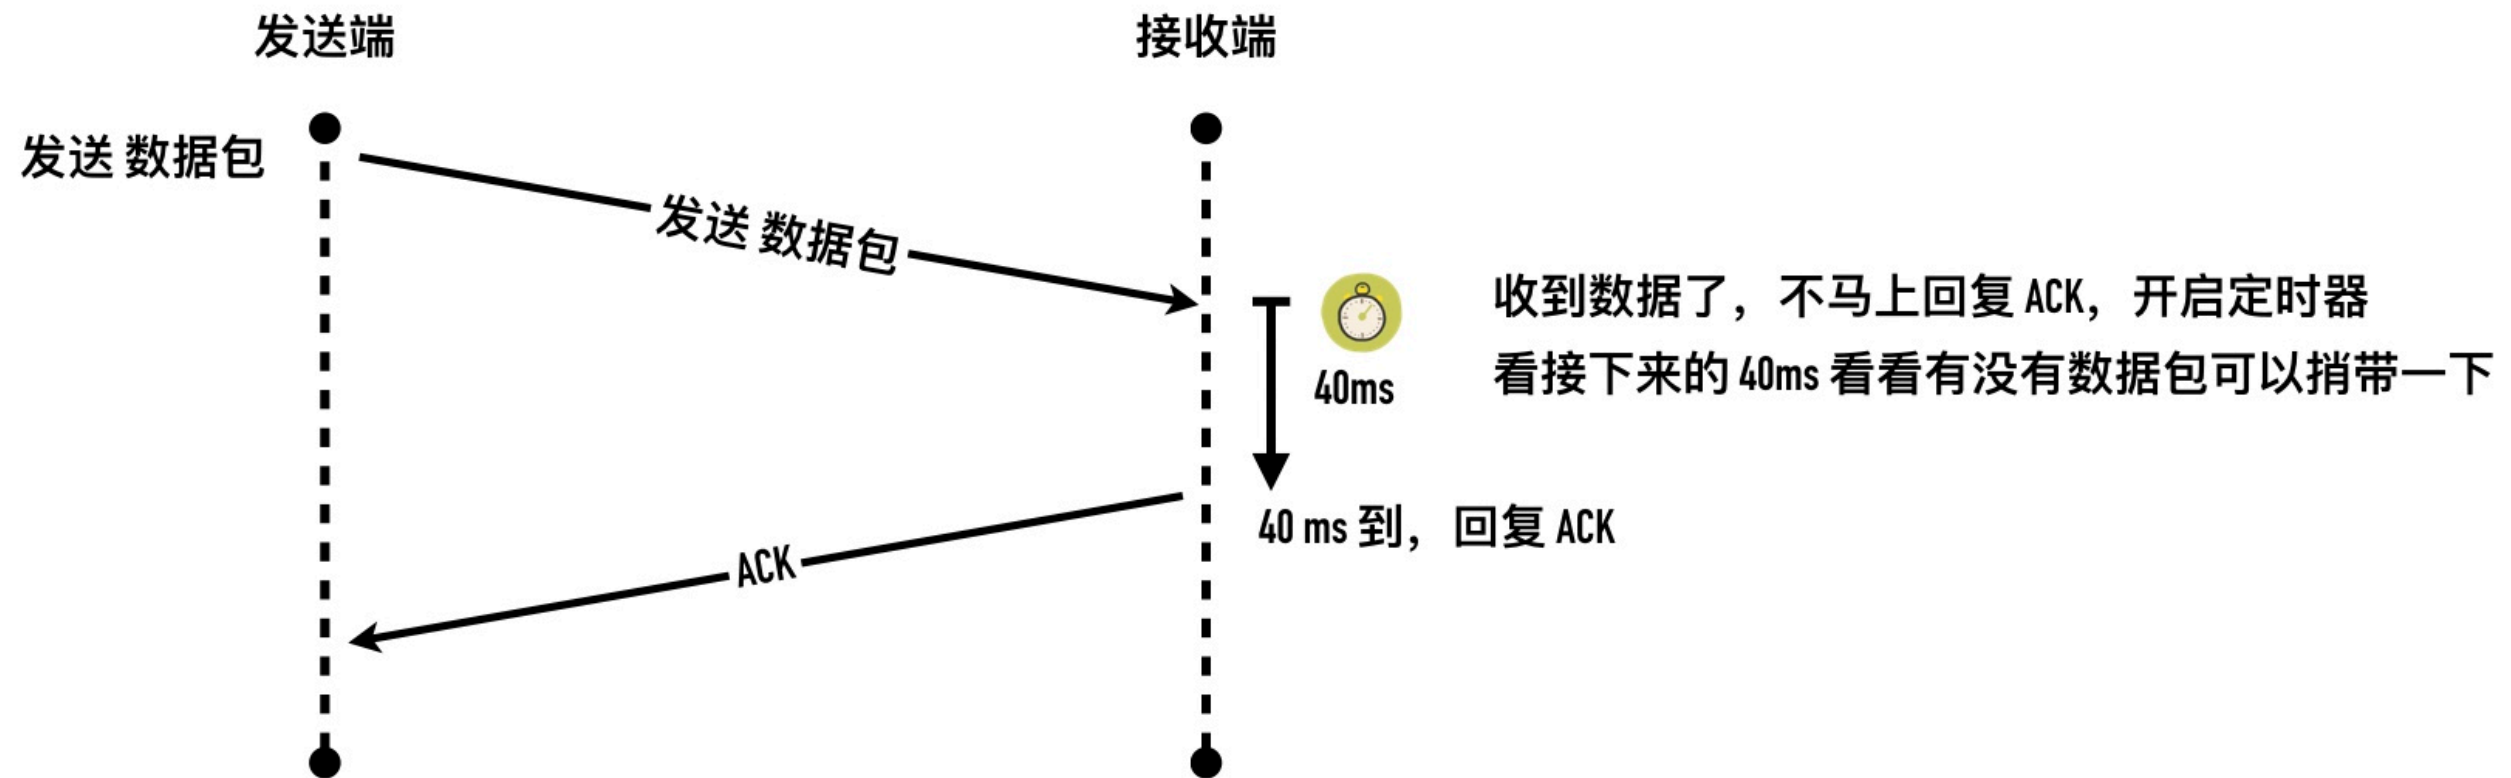 发送端
接收端
发送 数据包
发送 数据包
收到数据了，不马上回复 ACK，开启定时器
看接下来的 40ms 看看有没有数据包可以捎带一下
40ms
40 ms 到，回复 ACK
ACK